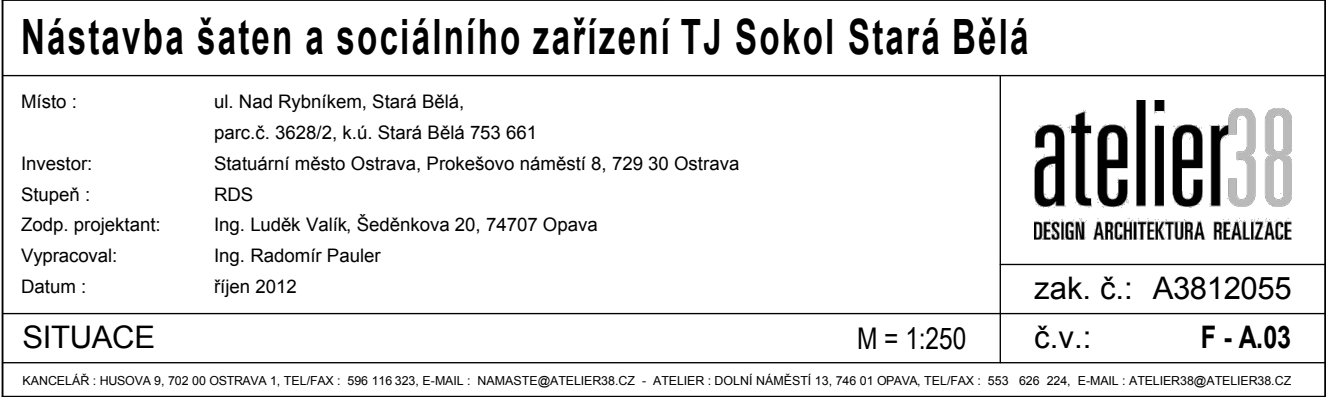 Nástavba šaten a sociálního zařízení TJ Sokol Stará Bělá
Místo : ul. Nad Rybníkem, Stará Bělá,
parc.č. 3628/2, k.ú. Stará Bělá 753 661
Investor: Statuární město Ostrava, Prokešovo náměstí 8, 729 30 Ostrava
Stupeň : RDS
Zodp. projektant: Ing. Luděk Valík, Šeděnkova 20, 74707 Opava
Vypracoval: Ing. Radomír Pauler
Datum : říjen 2012
atelier38
DESIGN ARCHITEKTURA REALIZACE
zak. č.: A3812055
SITUACE M = 1:250
č.v.: F - A.03
KANCELÁŘ : HUSOVA 9, 702 00 OSTRAVA 1, TEL/FAX : 596 116 323, E-MAIL : NAMASTE@ATELIER38.CZ - ATELIER : DOLNÍ NÁMĚSTÍ 13, 746 01 OPAVA, TEL/FAX : 553 626 224, E-MAIL : ATELIER38@ATELIER38.CZ